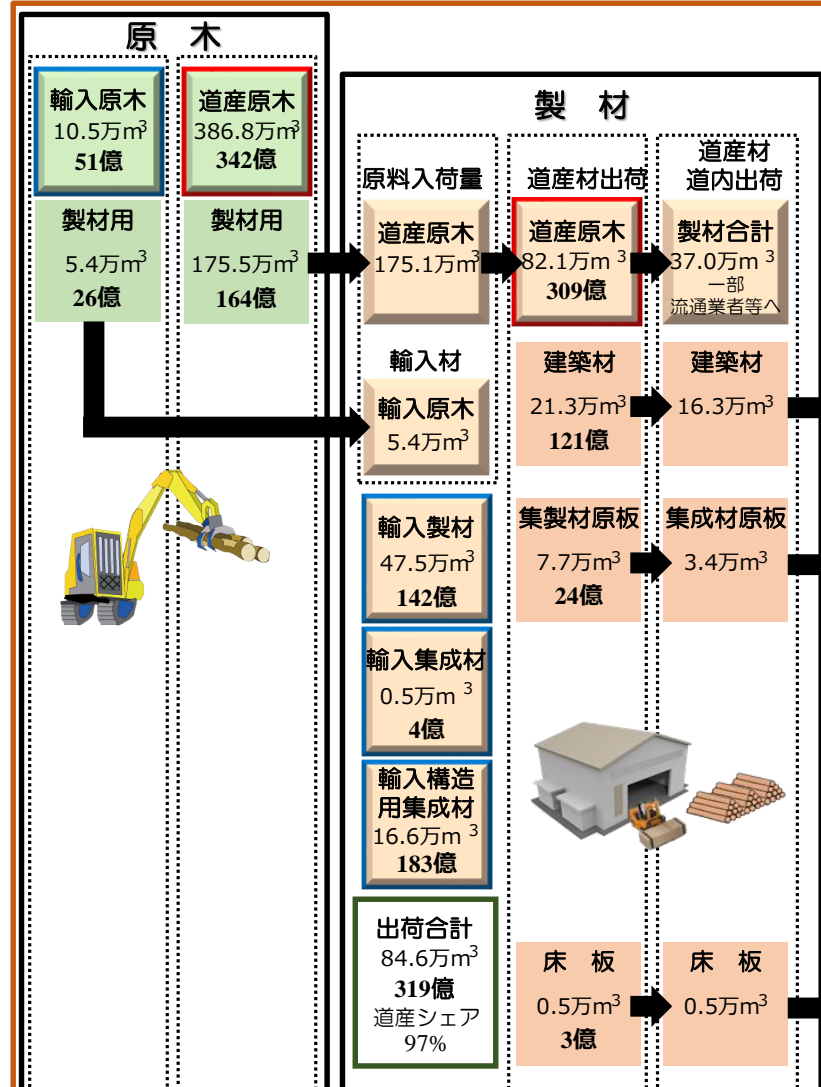 原　木
輸入原木
10.5万m³
51億
道産原木
386.8万m³
342億
製材用
5.4万m³
26億
製材用
175.5万m³
164億
製　材
原料入荷量
道産原木
175.1万m³
輸入材
輸入原木
5.4万m³
輸入製材
47.5万m³
142億
輸入集成材
0.5万m³
4億
輸入構造
用集成材
16.6万m³
183億
出荷合計
84.6万m³
319億
道産シェア
97%
道産材出荷
道産原木
82.1万m³
309億
建築材
21.3万m³
121億
集製材原板
7.7万m³
24億
床　板
0.5万m³
3億
道産材
道内出荷
製材合計
37.0万m³
一部
流通業者等へ
建築材
16.3万m³
集成材原板
3.4万m³
床　板
0.5万m³